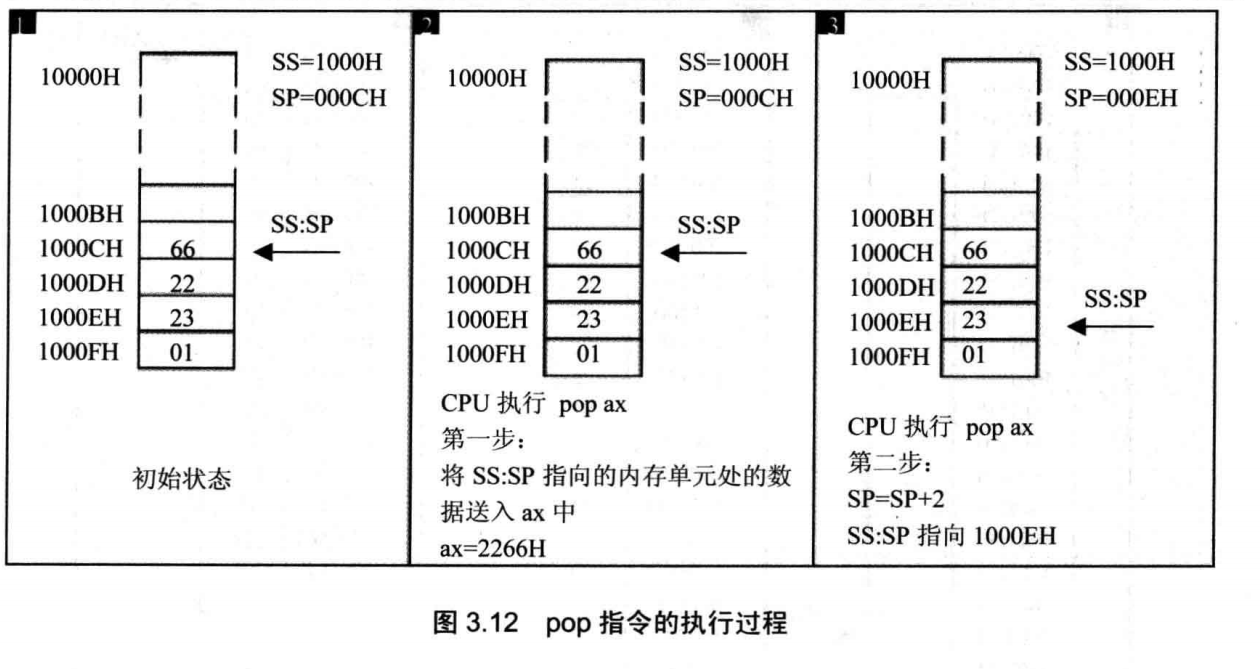 1
10000H
SS=1000H
SP=000CH
1000BH
1000CH 66
SS:SP
1000DH 22
1000EH 23
1000FH 01
初始状态
2
10000H
SS=1000H
SP=000CH
1000BH
1000CH 66
SS:SP
1000DH 22
1000EH 23
1000FH 01
CPU 执行 pop ax
第一步：
将 SS:SP 指向的内存单元处的数
据送入 ax 中
ax=2266H
3
10000H
SS=1000H
SP=000EH
1000BH
1000CH 66
1000DH 22
SS:SP
1000EH 23
1000FH 01
CPU 执行 pop ax
第二步：
SP=SP+2
SS:SP 指向 1000EH
图 3.12 pop 指令的执行过程